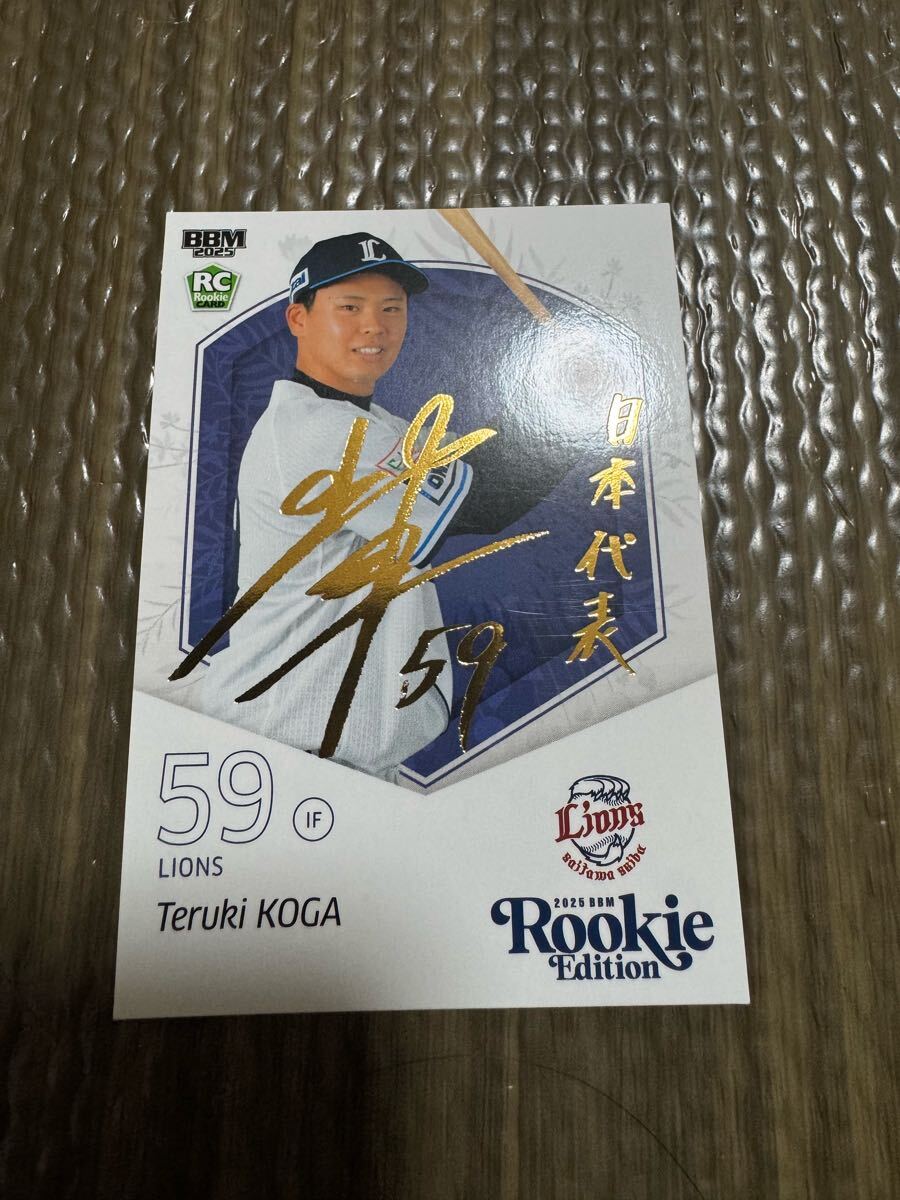 BBM
2025
RC
Rookie
CARD
L
日本代表
59
59
IF
LIONS
Teruki KOGA
Lions
saitama seibu
2025 BBM
Rookie
Edition